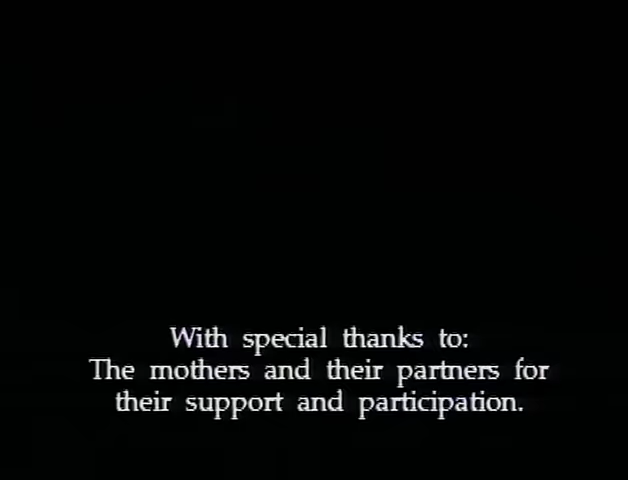 With special thanks to:
The mothers and their partners for
their support and participation.